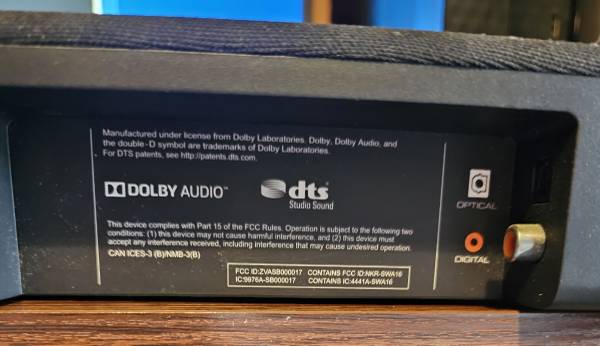 Manufactured under license from Dolby Laboratories. Dolby, Dolby Audio, and
the double-D symbol are trademarks of Dolby Laboratories.
For DTS patents, see http://patents.dts.com.
DOLBY AUDIO™
dts
Studio Sound
OPTICAL
This device complies with Part 15 of the FCC Rules. Operation is subject to the following two
conditions: (1) this device may not cause harmful interference, and (2) this device must
accept any interference received, including interference that may cause undesired operation.
CAN ICES-3 (B)/NMB-3(B)
DIGITAL
FCC ID:ZVASB000017 CONTAINS FCC ID:NKR-SWA16
IC:9976A-SB000017 CONTAINS IC:4441A-SWA16